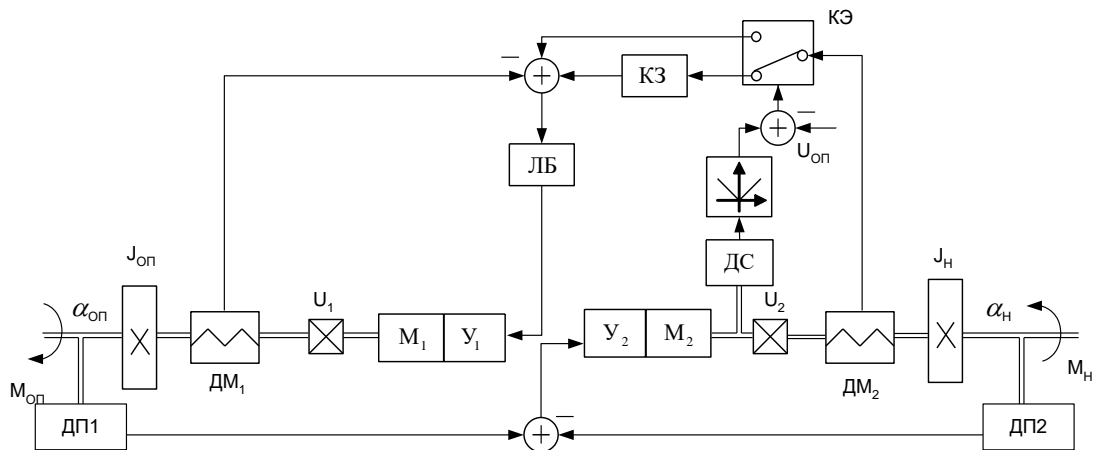 КЭ
КЗ
U_ОП
ЛБ
ДС
J_ОП
J_Н
α_ОП
U_1
U_2
α_Н
М_1 У_1
У_2 М_2
М_ОП
ДМ_1
ДМ_2
М_Н
ДП1
ДП2